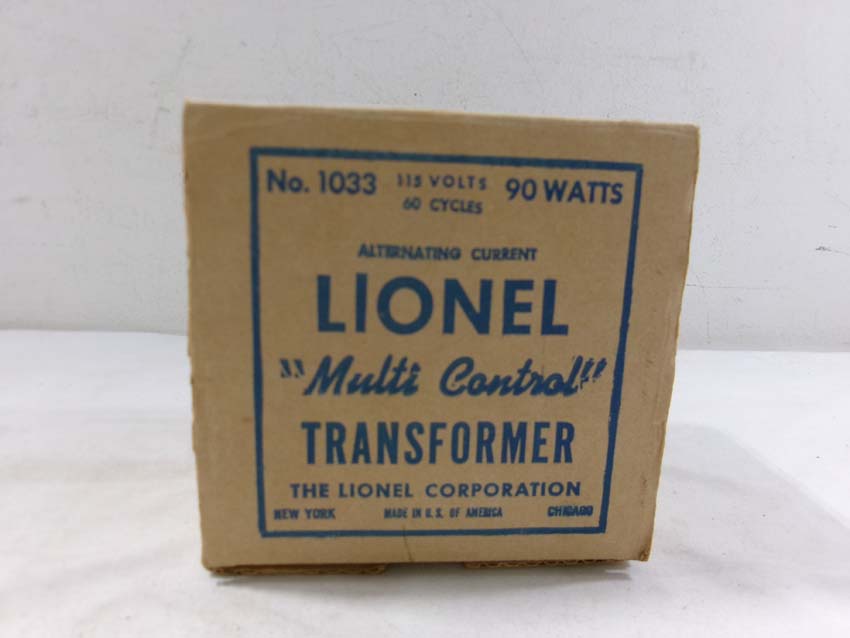 No. 1033 115 VOLTS 90 WATTS
60 CYCLES
ALTERNATING CURRENT
LIONEL
"Multi Control"
TRANSFORMER
THE LIONEL CORPORATION
NEW YORK MADE IN U.S. OF AMERICA CHICAGO